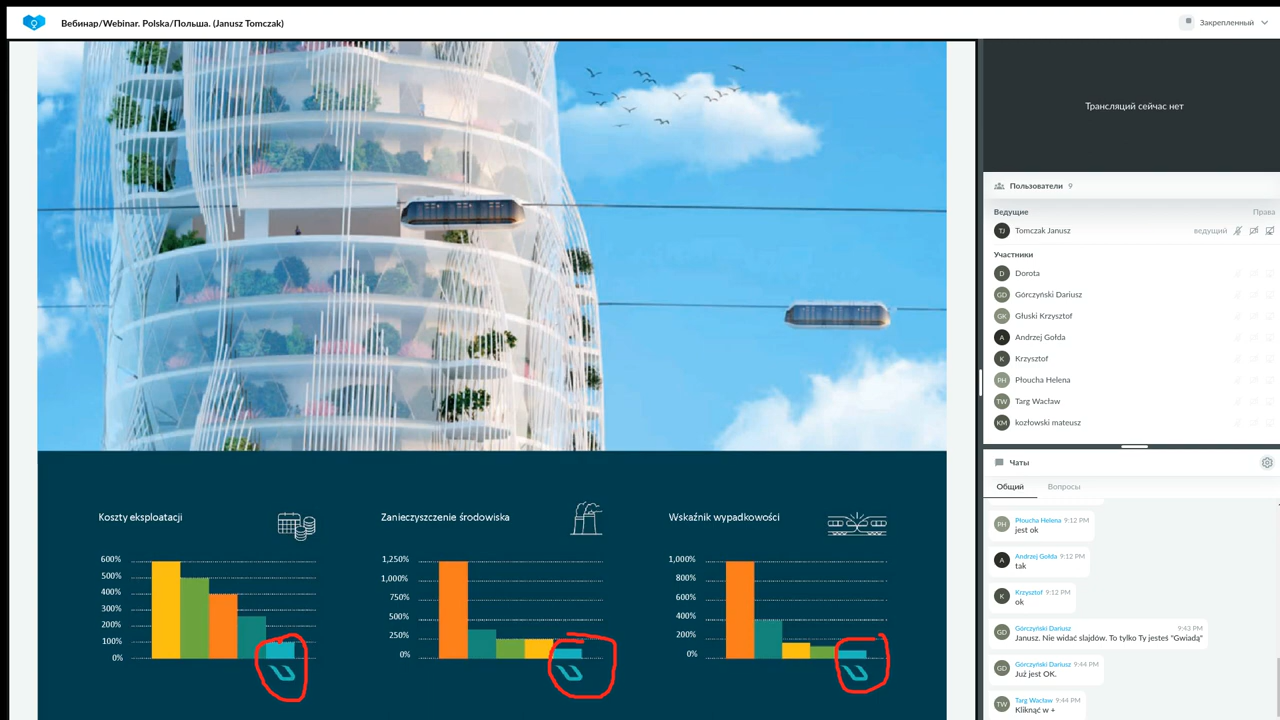 Вебинар/Webinar. Polska/Польша. (Janusz Tomczak)
Закрепленный
Трансляций сейчас нет
Пользователи 9
Ведущие Права
TJ Tomczak Janusz ведущий
Участники
D Dorota
GD Górczyński Dariusz
GK Głuski Krzysztof
A Andrzej Gołda
K Krzysztof
PH Płoucha Helena
TW Targ Wacław
KM kozłowski mateusz
Чаты
Общий Вопросы
PH Płoucha Helena 9:12 PM
jest ok
Andrzej Gołda 9:12 PM
A tak
Krzysztof 9:12 PM
K ok
Górczyński Dariusz 9:43 PM
GD Janusz. Nie widać slajdów. To tylko Ty jesteś "Gwiadą"
Górczyński Dariusz 9:44 PM
GD Już jest OK.
Targ Wacław 9:44 PM
TW Kliknąć w +
Koszty eksploatacji
600%
500%
400%
300%
200%
100%
0%
Zanieczyszczenie środowiska
1,250%
1,000%
750%
500%
250%
0%
Wskaźnik wypadkowości
1,000%
800%
600%
400%
200%
0%